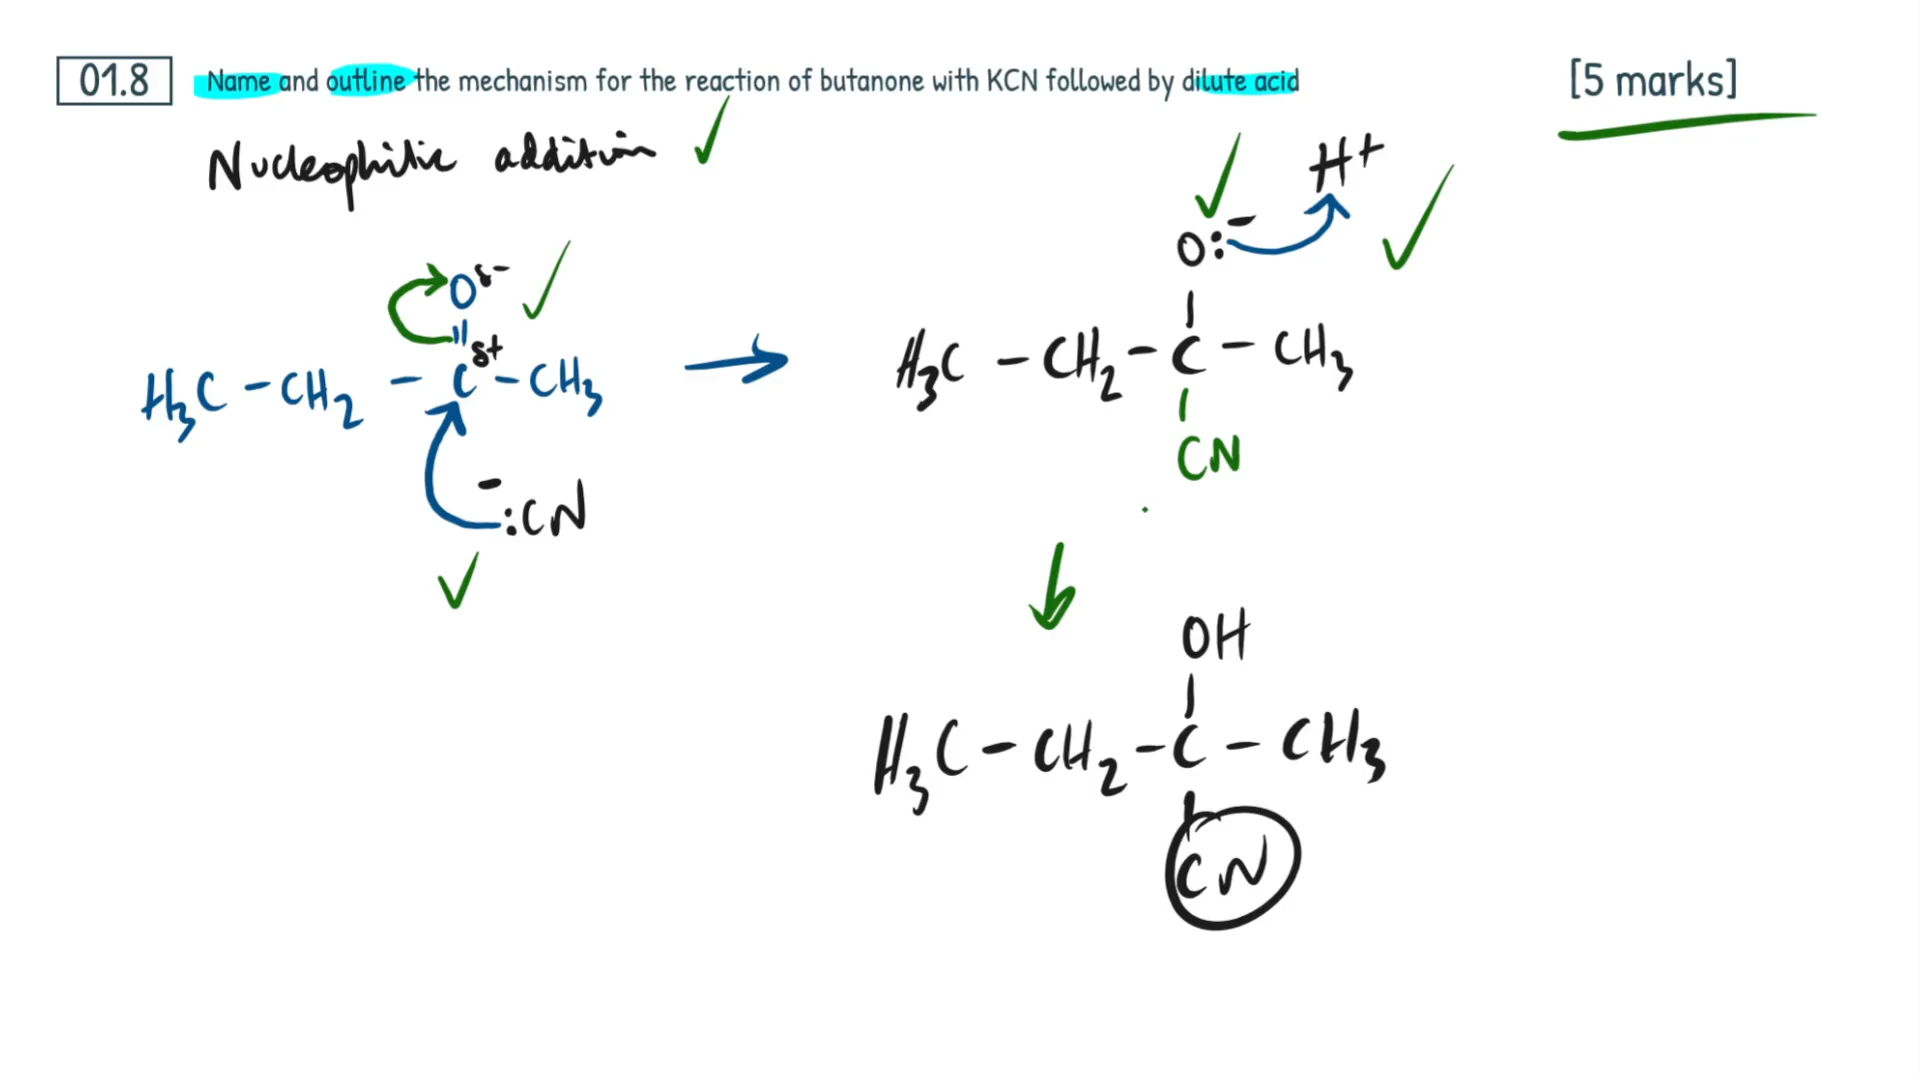 01.8 Name and outline the mechanism for the reaction of butanone with KCN followed by dilute acid [5 marks]
Nucleophilic addition
O δ-
||
H₃C - CH₂ - C δ+ - CH₃
-
:CN
H+
O: -
|
H₃C - CH₂ - C - CH₃
|
CN
OH
|
H₃C - CH₂ - C - CH₃
|
CN